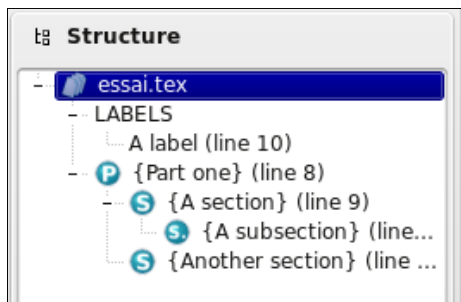 Structure
essai.tex
LABELS
A label (line 10)
P {Part one} (line 8)
S {A section} (line 9)
s. {A subsection} (line...
S {Another section} (line ...